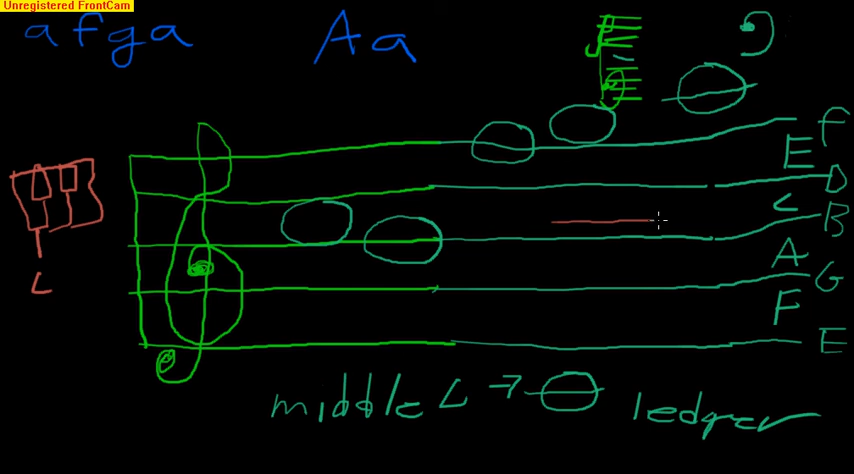 Unregistered FrontCam
afga Aa
F
E
D
C
B
A
G
F
E
C
middle C → ledger